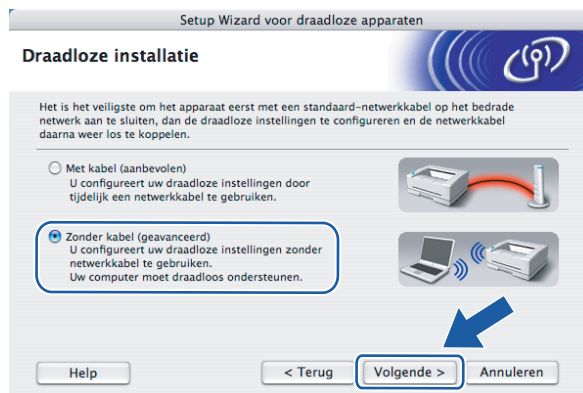 Setup Wizard voor draadloze apparaten
Draadloze installatie
Het is het veiligste om het apparaat eerst met een standaard-netwerkkabel op het bedrade
netwerk aan te sluiten, dan de draadloze instellingen te configureren en de netwerkkabel
daarna weer los te koppelen.
Met kabel (aanbevolen)
U configureert uw draadloze instellingen door
tijdelijk een netwerkkabel te gebruiken.
Zonder kabel (geavanceerd)
U configureert uw draadloze instellingen zonder
netwerkkabel te gebruiken.
Uw computer moet draadloos ondersteunen.
Help
< Terug
Volgende >
Annuleren